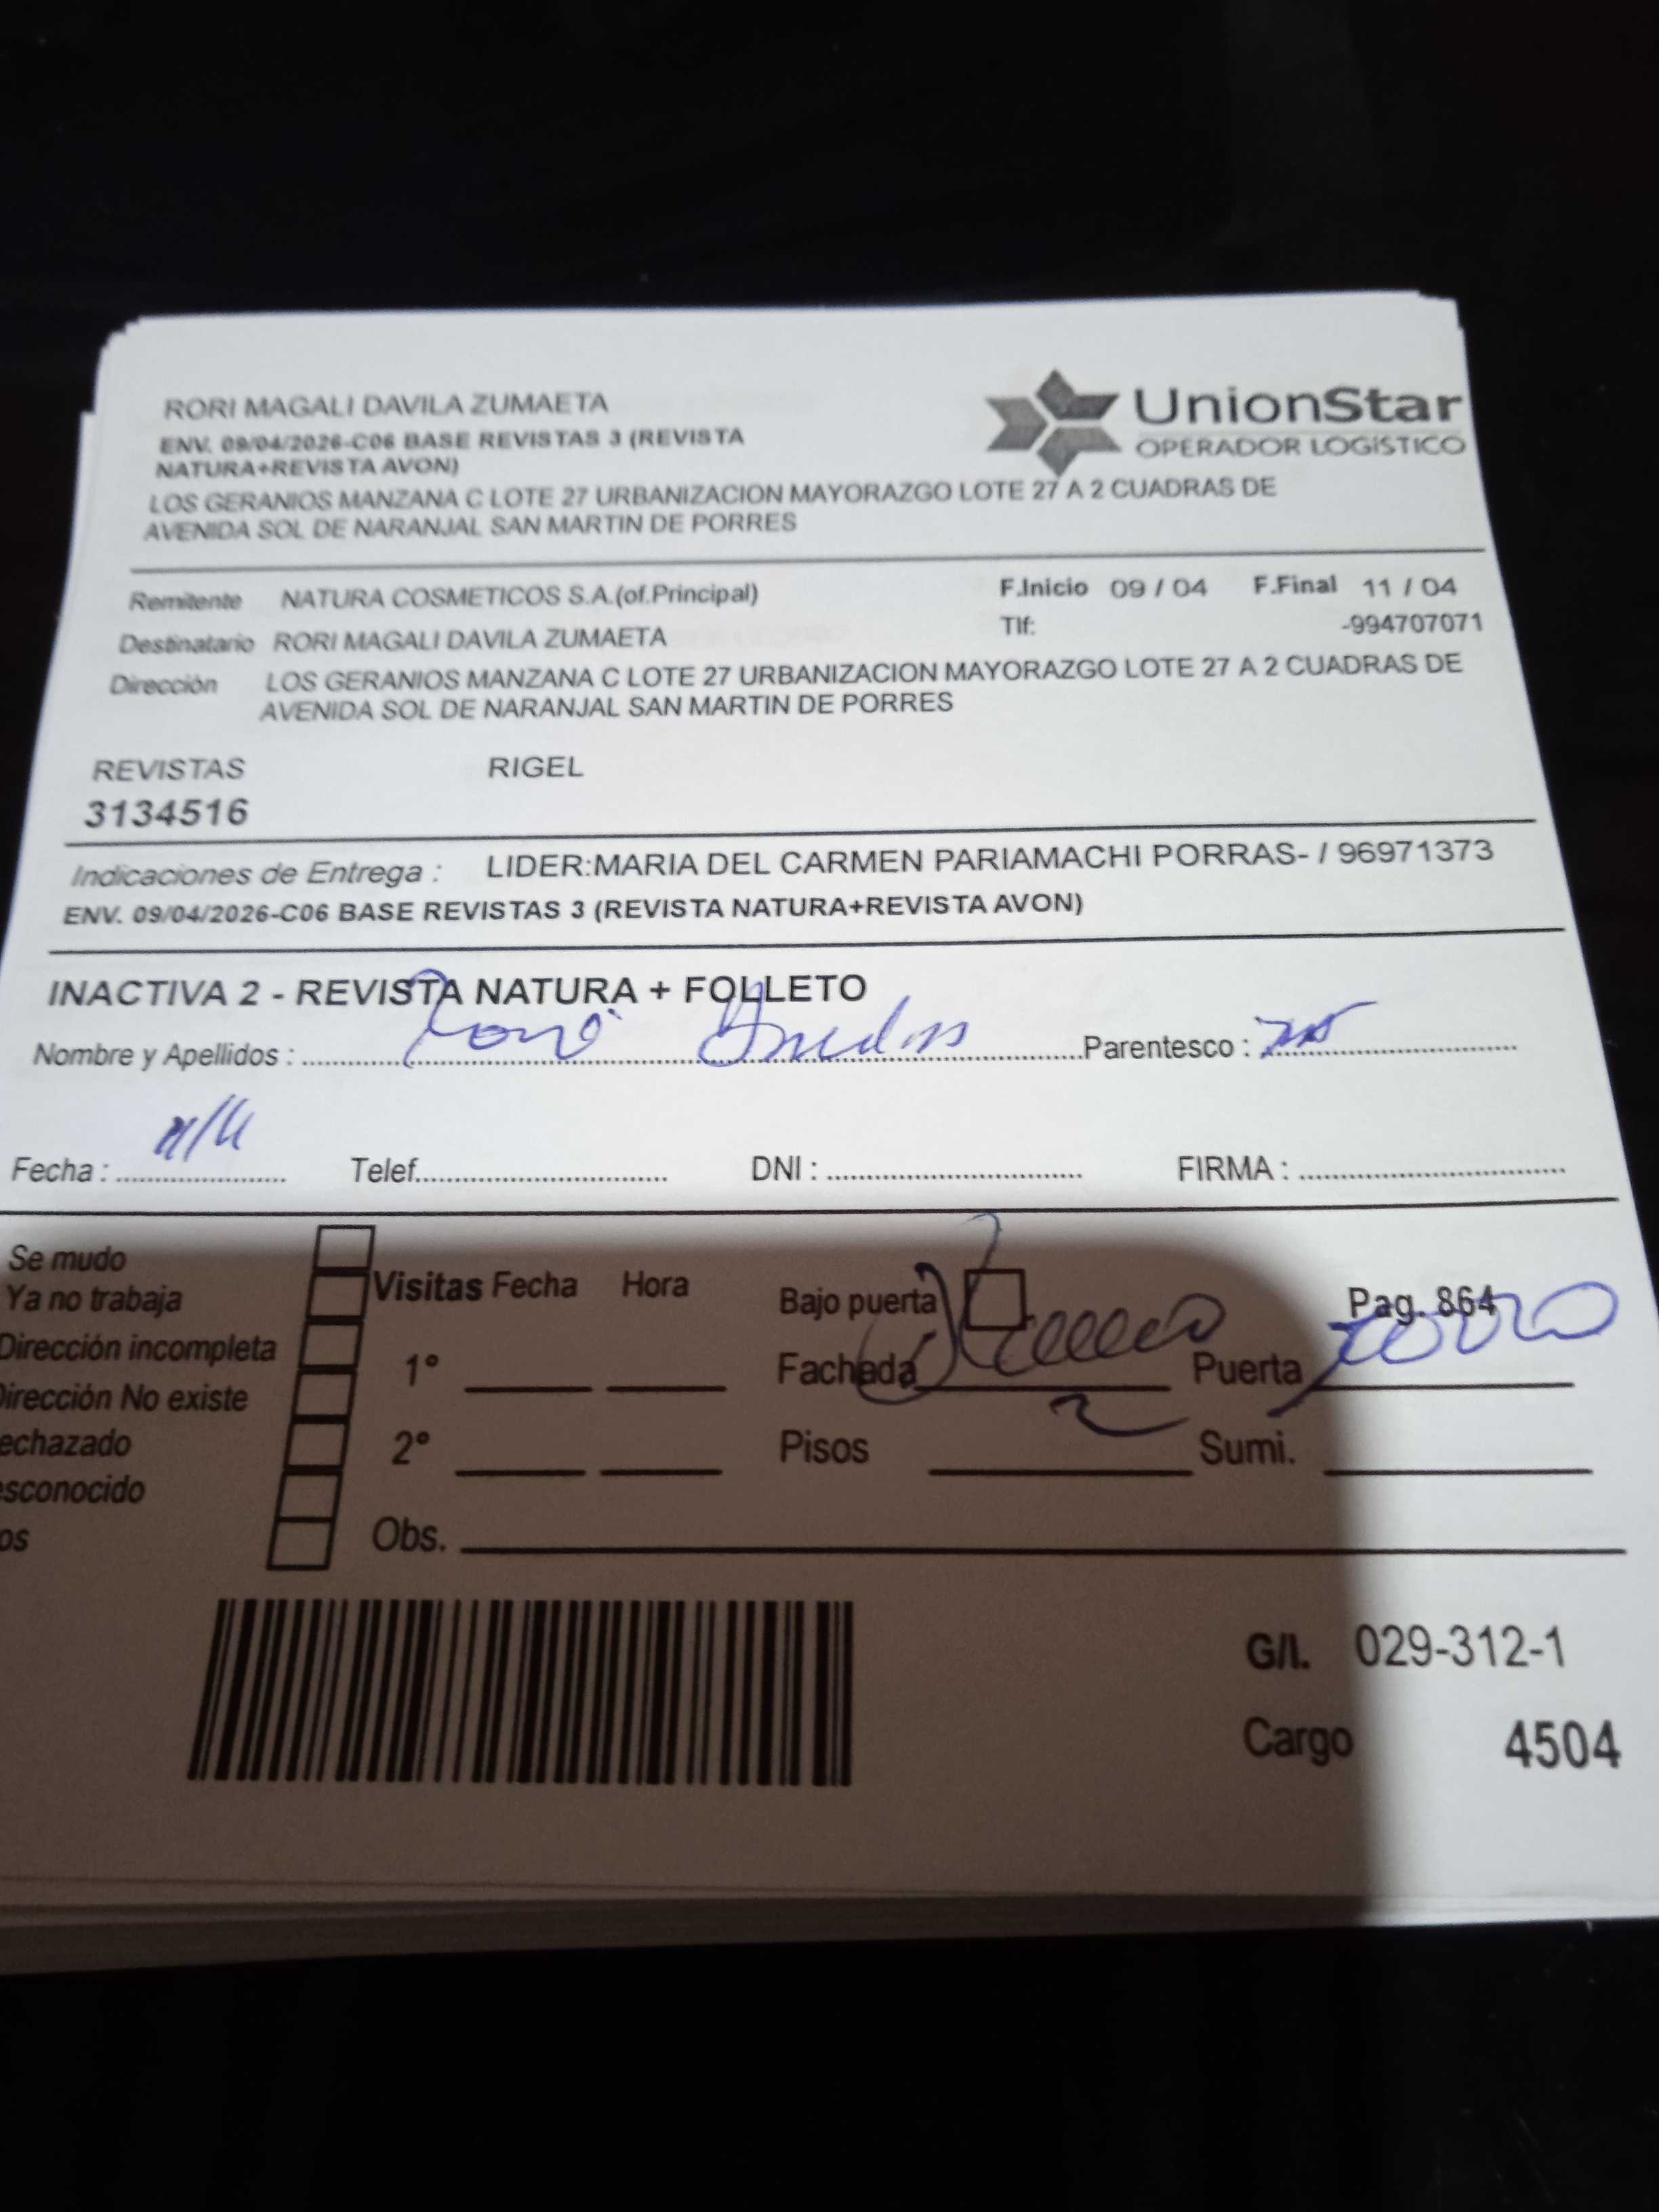 RORI MAGALI DAVILA ZUMAETA
UnionStar
OPERADOR LOGÍSTICO
ENV. 09/04/2026-C06 BASE REVISTAS 3 (REVISTA
NATURA+REVISTA AVON)
LOS GERANIOS MANZANA C LOTE 27 URBANIZACION MAYORAZGO LOTE 27 A 2 CUADRAS DE
AVENIDA SOL DE NARANJAL SAN MARTIN DE PORRES
Remitente NATURA COSMETICOS S.A.(of.Principal) F.Inicio 09 / 04 F.Final 11 / 04
Destinatario RORI MAGALI DAVILA ZUMAETA Tlf: -994707071
Dirección LOS GERANIOS MANZANA C LOTE 27 URBANIZACION MAYORAZGO LOTE 27 A 2 CUADRAS DE
AVENIDA SOL DE NARANJAL SAN MARTIN DE PORRES
REVISTAS RIGEL
3134516
Indicaciones de Entrega : LIDER:MARIA DEL CARMEN PARIAMACHI PORRAS- / 96971373
ENV. 09/04/2026-C06 BASE REVISTAS 3 (REVISTA NATURA+REVISTA AVON)
INACTIVA 2 - REVISTA NATURA + FOLLETO
Nombre y Apellidos : Parentesco :
Fecha : Telef. DNI : FIRMA :
Se mudo
Ya no trabaja
Dirección incompleta
Dirección No existe
echazado
esconocido
os
Visitas Fecha Hora
1°
2°
Obs.
Bajo puerta Pag. 864
Fachada Puerta
Pisos 2 Sumi.
G/I. 029-312-1
Cargo 4504